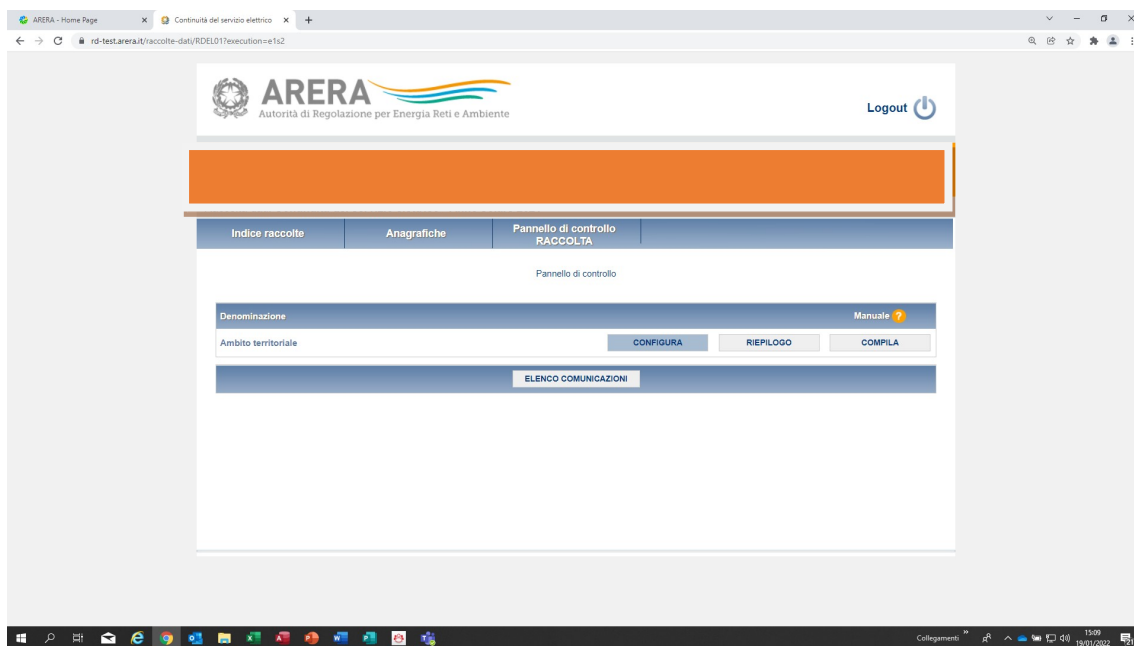 ARERA - Home Page
Continuità del servizio elettrico
rd-test.arera.it/raccolte-dati/RDEL01?execution=e1s2
ARERA
Autorità di Regolazione per Energia Reti e Ambiente
Logout
Indice raccolte
Anagrafiche
Pannello di controllo
RACCOLTA
Pannello di controllo
Denominazione
Manuale ?
Ambito territoriale
CONFIGURA
RIEPILOGO
COMPILA
ELENCO COMUNICAZIONI
Collegamenti
15:09
19/01/2022
21